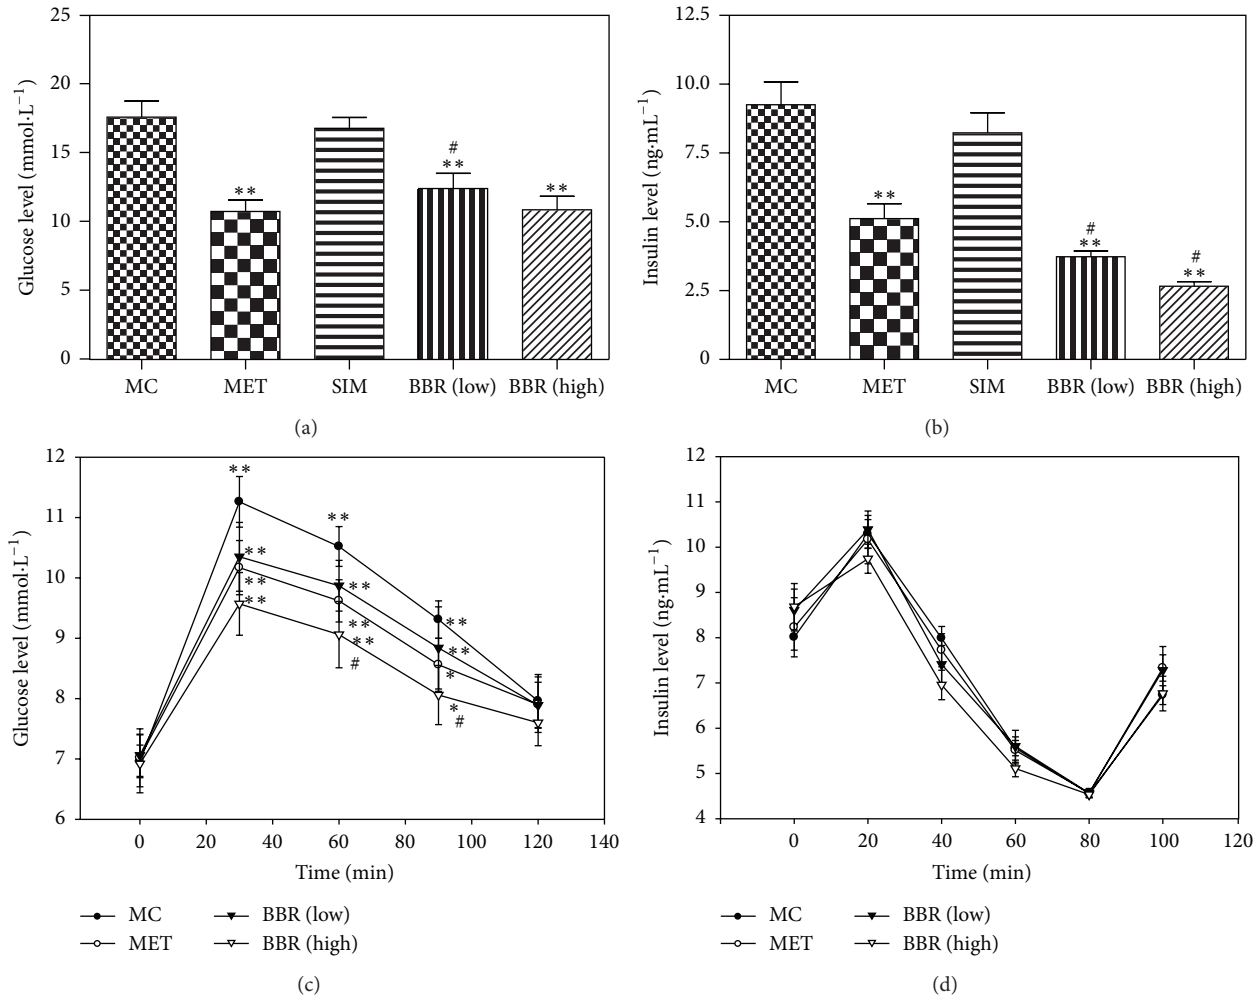 25
20
15
10
5
0
Glucose level (mmol·L⁻¹)
#
**
**
**
MC MET SIM BBR (low) BBR (high)
(a)
12.5
10.0
7.5
5.0
2.5
0
Insulin level (ng·mL⁻¹)
**
#
**
#
**
MC MET SIM BBR (low) BBR (high)
(b)
12
11
10
9
8
7
6
Glucose level (mmol·L⁻¹)
**
**
**
**
**
**
**
**
#
**
**
*
*
#
0 20 40 60 80 100 120 140
Time (min)
MC BBR (low)
MET BBR (high)
(c)
12
11
10
9
8
7
6
5
4
Insulin level (ng·mL⁻¹)
0 20 40 60 80 100 120
Time (min)
MC BBR (low)
MET BBR (high)
(d)